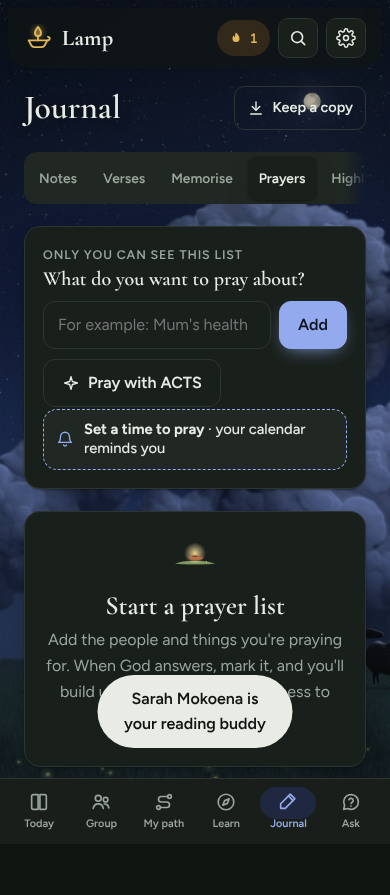 Lamp
1
Journal
Keep a copy
Notes Verses Memorise Prayers High
ONLY YOU CAN SEE THIS LIST
What do you want to pray about?
For example: Mum's health
Add
Pray with ACTS
Set a time to pray · your calendar
reminds you
Start a prayer list
Add the people and things you're praying
for. When God answers, mark it, and you'll
build
ess to
Sarah Mokoena is
your reading buddy
Today Group My path Learn Journal Ask